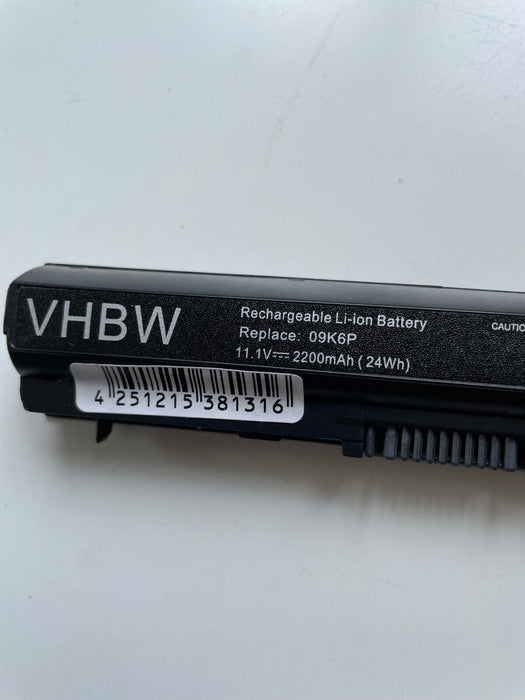 VHBW
Rechargeable Li-ion Battery
Replace: 09K6P
11.1V⎓ 2200mAh ( 24Wh)
CAUTIO
4 251215 381316